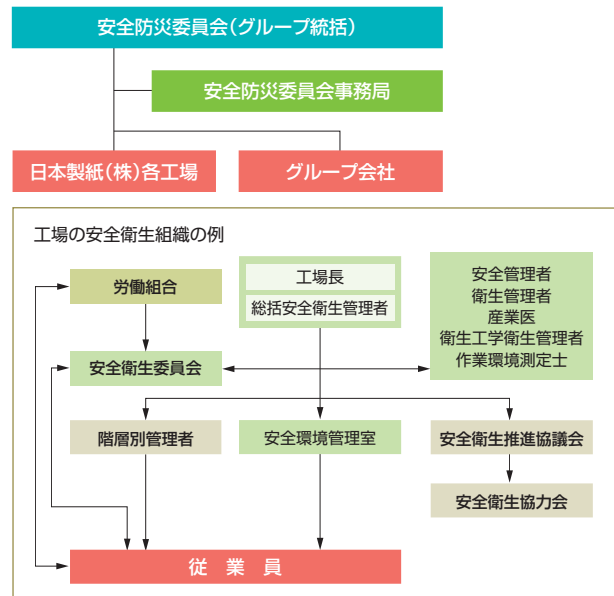 安全防災委員会（グループ統括）
安全防災委員会事務局
日本製紙（株）各工場
グループ会社
工場の安全衛生組織の例
労働組合
工場長
総括安全衛生管理者
安全管理者
衛生管理者
産業医
衛生工学衛生管理者
作業環境測定士
安全衛生委員会
階層別管理者
安全環境管理室
安全衛生推進協議会
安全衛生協力会
従業員